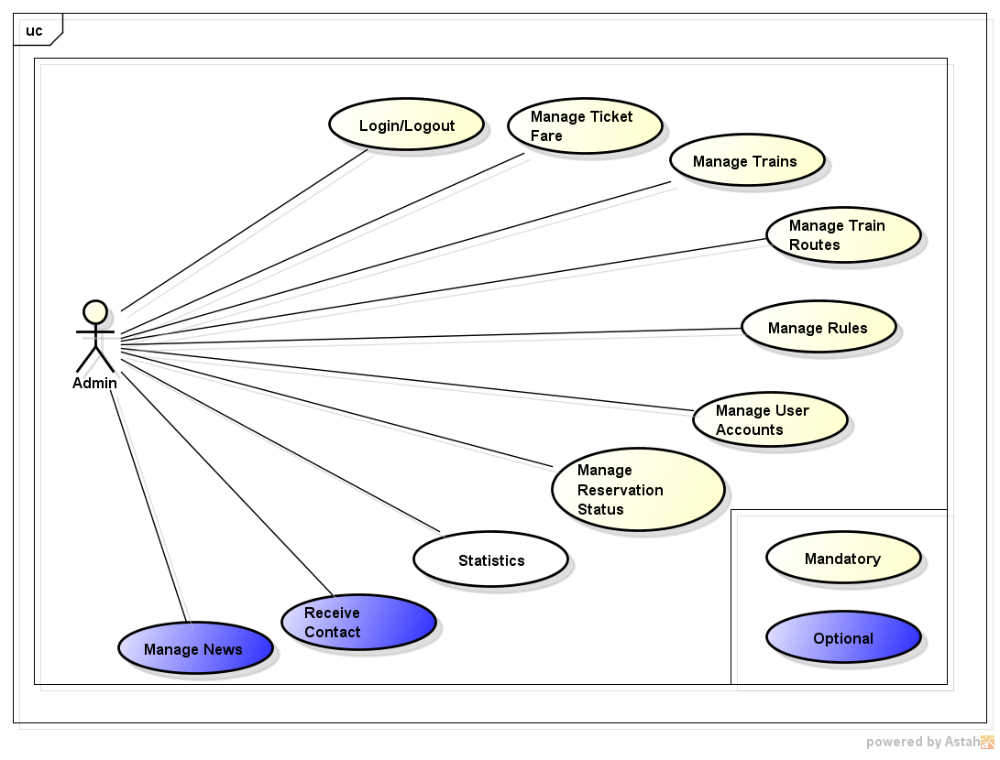 uc
Login/Logout
Manage Ticket
Fare
Manage Trains
Manage Train
Routes
Manage Rules
Admin
Manage User
Accounts
Manage
Reservation
Status
Statistics
Mandatory
Receive
Contact
Optional
Manage News
powered by Astah